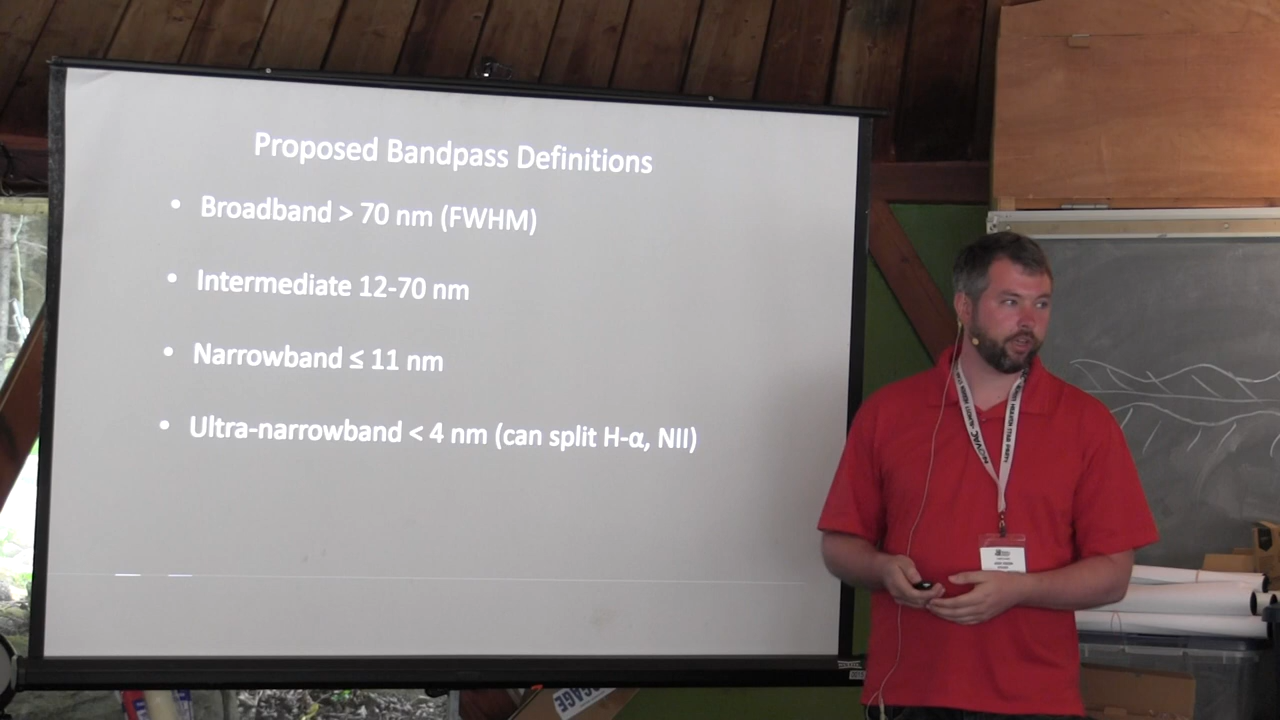 Proposed Bandpass Definitions
• Broadband > 70 nm (FWHM)
• Intermediate 12-70 nm
• Narrowband ≤ 11 nm
• Ultra-narrowband < 4 nm (can split H-α, NII)
NOVAC